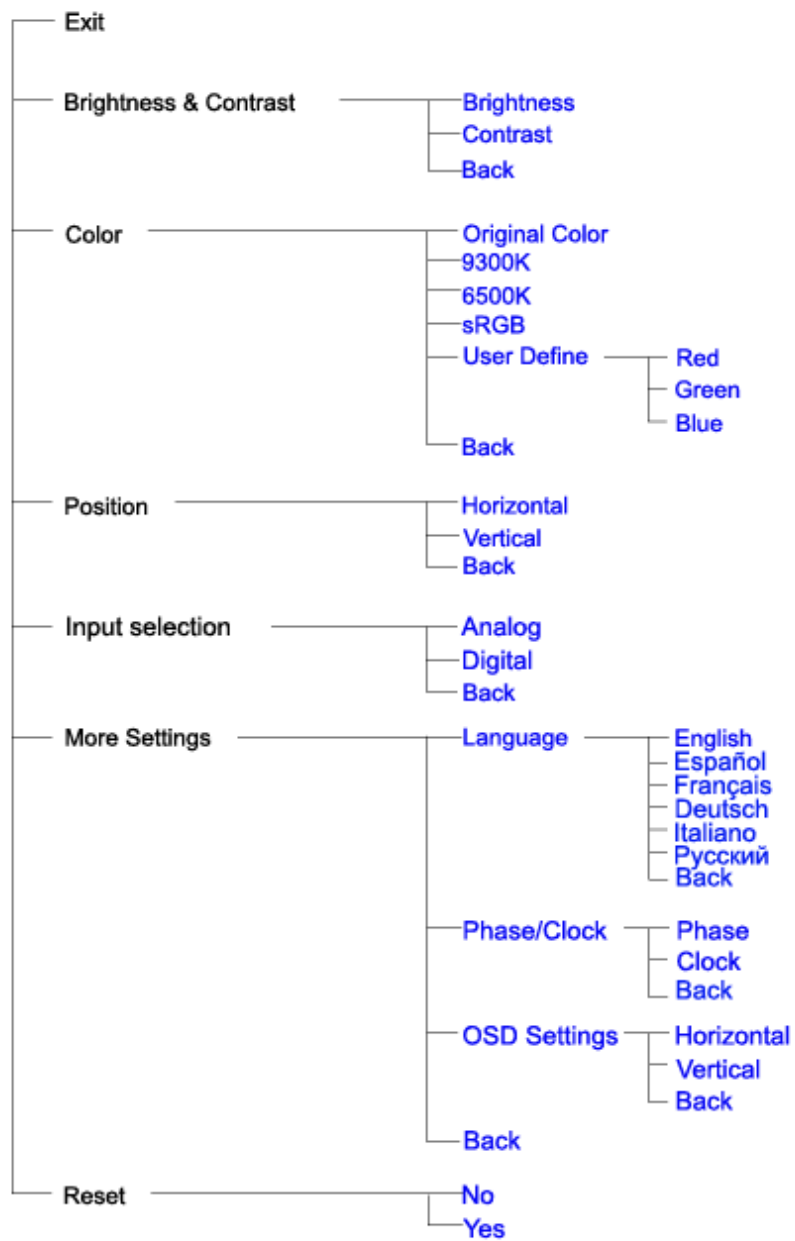 Exit
Brightness & Contrast
Brightness
Contrast
Back
Color
Original Color
9300K
6500K
sRGB
User Define
Red
Green
Blue
Back
Position
Horizontal
Vertical
Back
Input selection
Analog
Digital
Back
More Settings
Language
English
Español
Français
Deutsch
Italiano
Русский
Back
Phase/Clock
Phase
Clock
Back
OSD Settings
Horizontal
Vertical
Back
Back
Reset
No
Yes